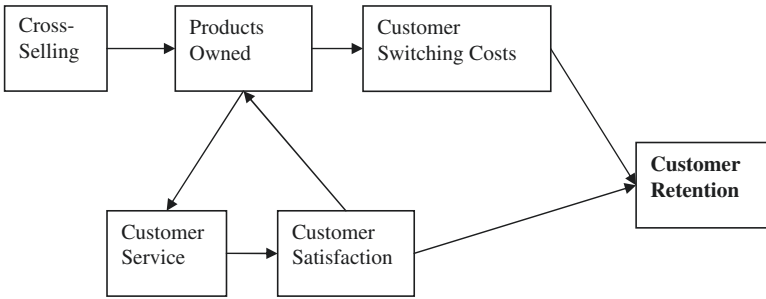 Cross-
Selling
Products
Owned
Customer
Switching Costs
Customer
Retention
Customer
Service
Customer
Satisfaction